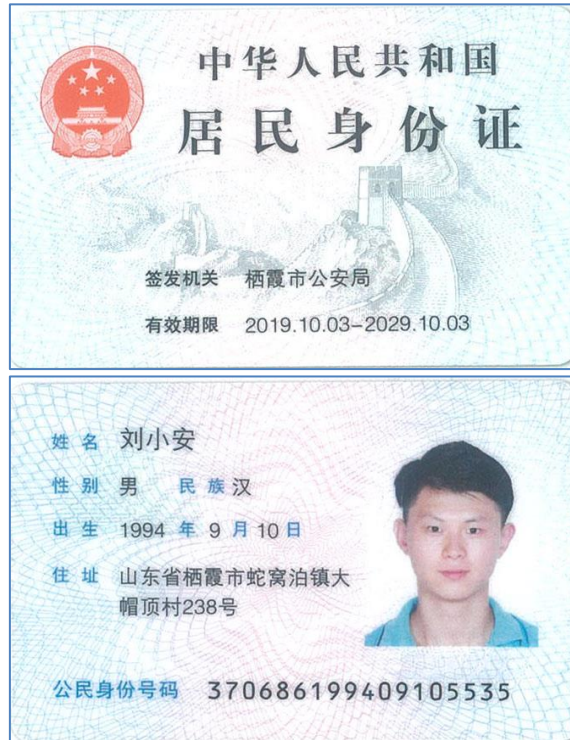 中华人民共和国
居民身份证
签发机关 栖霞市公安局
有效期限 2019.10.03-2029.10.03
姓名 刘小安
性别 男 民族 汉
出生 1994 年 9 月 10 日
住址 山东省栖霞市蛇窝泊镇大
帽顶村238号
公民身份号码 370686199409105535